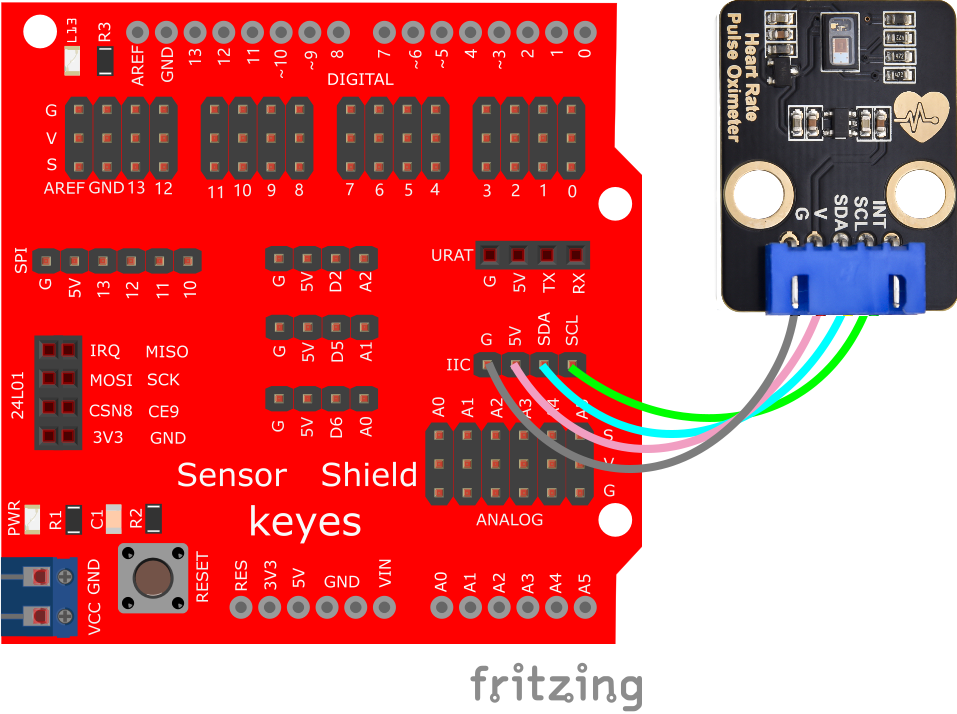 L13
R3
AREF
GND
13
12
11
~10
~9
8
7
~6
~5
4
~3
2
1
0
DIGITAL
G
V
S
AREF GND 13 12
11 10 9 8
7 6 5 4
3 2 1 0
SPI
G
5V
13
12
11
10
G
5V
D2
A2
URAT
G
5V
TX
RX
G
5V
D5
A1
IIC
G
5V
SDA
SCL
24L01
IRQ MISO
MOSI SCK
CSN8 CE9
3V3 GND
G
5V
D6
A0
A0
A1
A2
A3
A4
A5
S
V
G
ANALOG
Sensor Shield
keyes
PWR
R1
C1
R2
RESET
GND
VCC
RES
3V3
5V
GND
VIN
A0
A1
A2
A3
A4
A5
Heart Rate
Pulse Oximeter
G
V
SDA
SCL
INT
fritzing